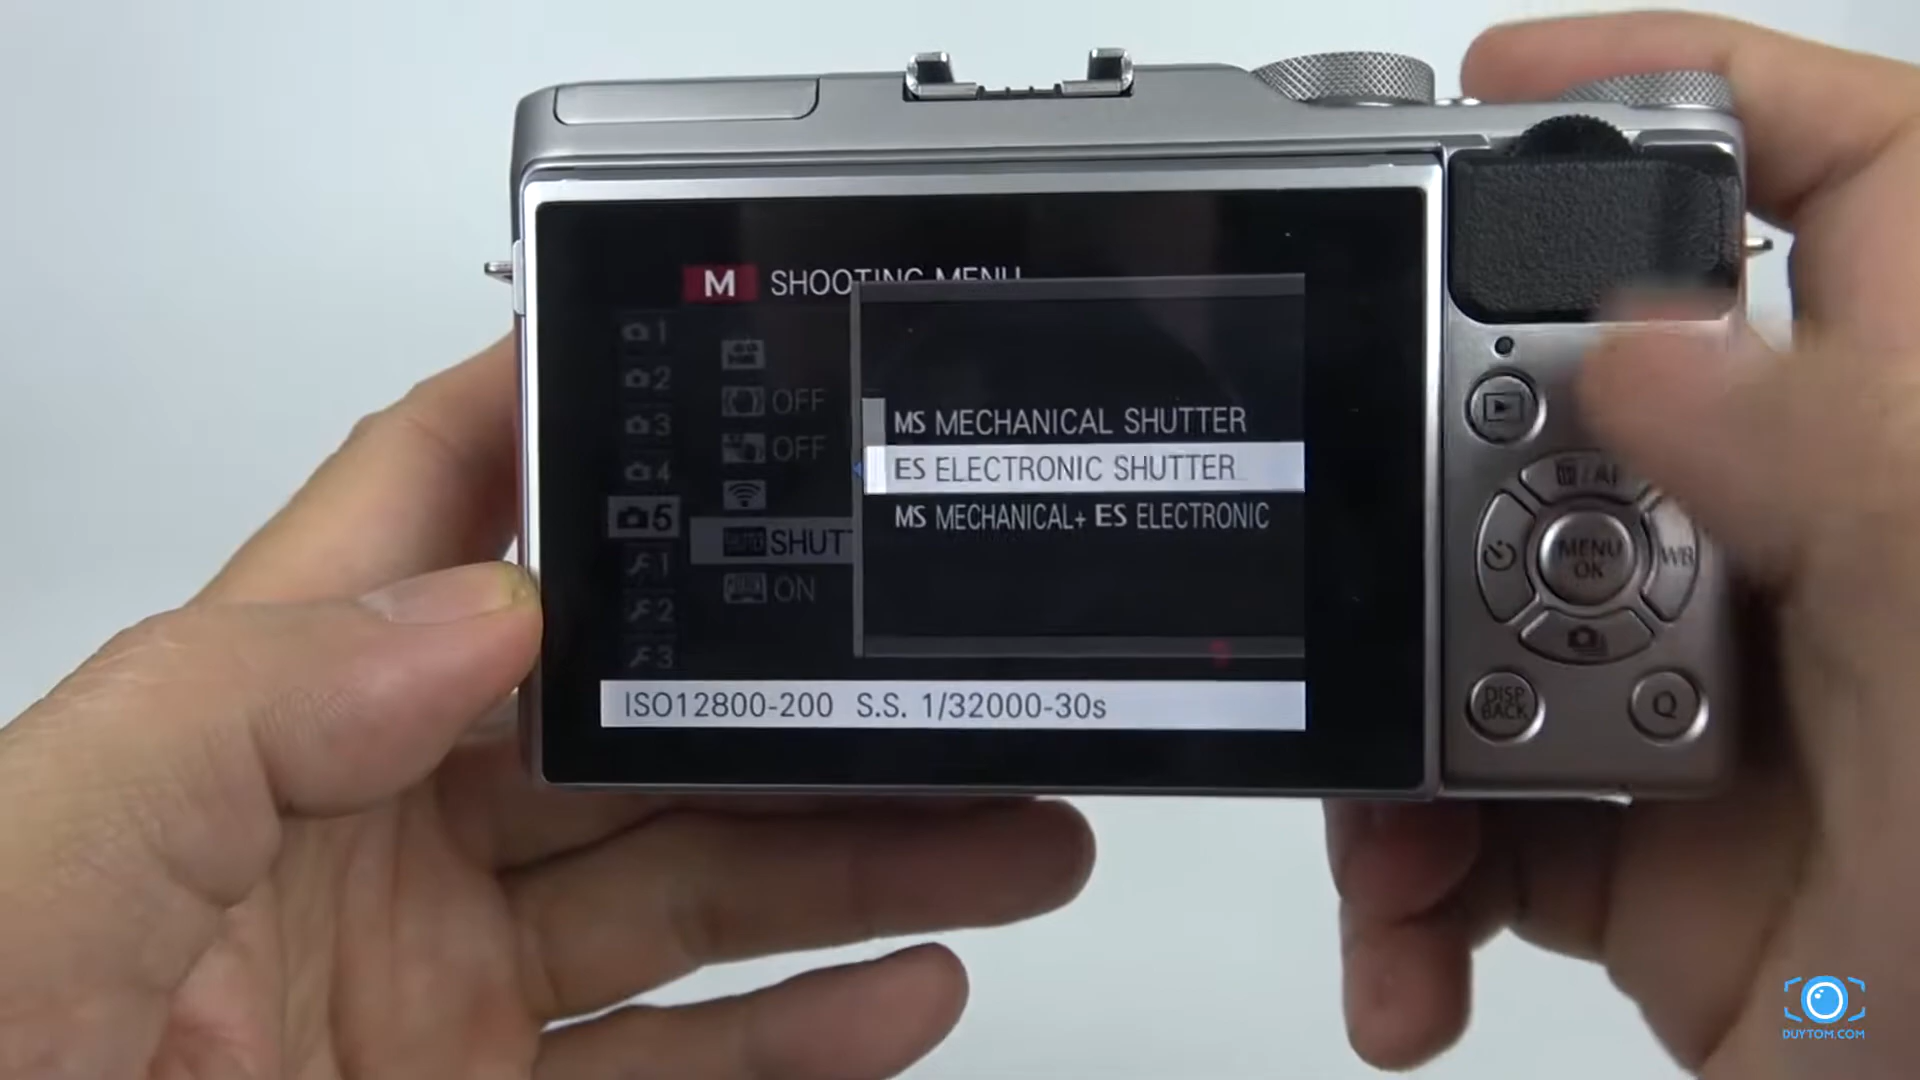 M SHOOTING MENU
1
2
3
4
5
1
2
3
OFF
OFF
SHUT
ON
MS MECHANICAL SHUTTER
ES ELECTRONIC SHUTTER
MS MECHANICAL+ ES ELECTRONIC
ISO12800-200 S.S. 1/32000-30s
MENU
OK
WB
DISP
BACK
Q
DUYTOM.COM